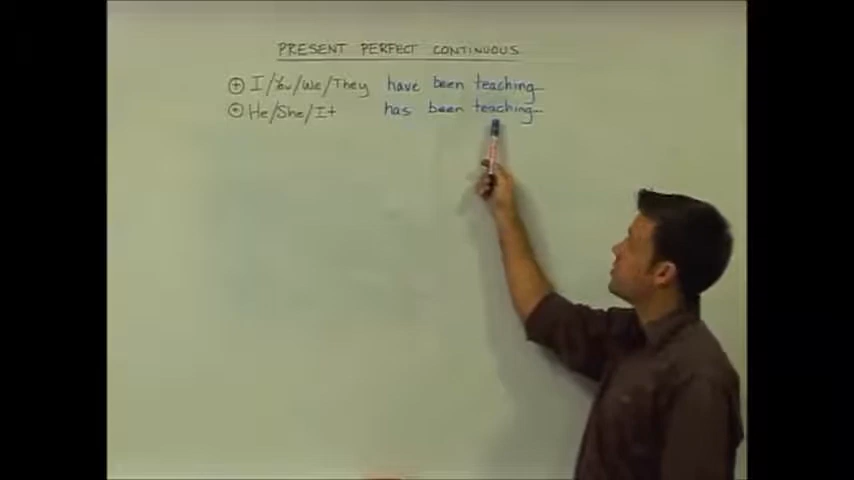 PRESENT PERFECT CONTINUOUS
⊕ I/You/We/They have been teaching
⊕ He/She/It has been teaching